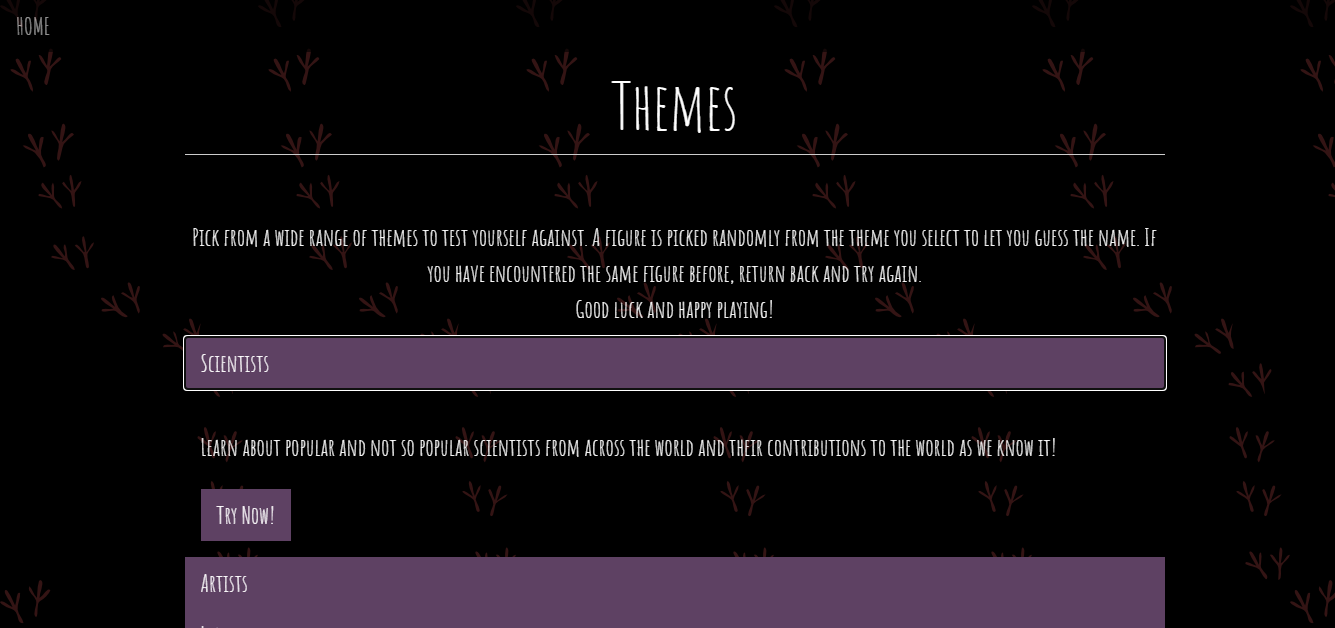 HOME
Themes
Pick from a wide range of themes to test yourself against. A figure is picked randomly from the theme you select to let you guess the name. If
you have encountered the same figure before, return back and try again.
Good luck and happy playing!
Scientists
Learn about popular and not so popular scientists from across the world and their contributions to the world as we know it!
Try Now!
Artists